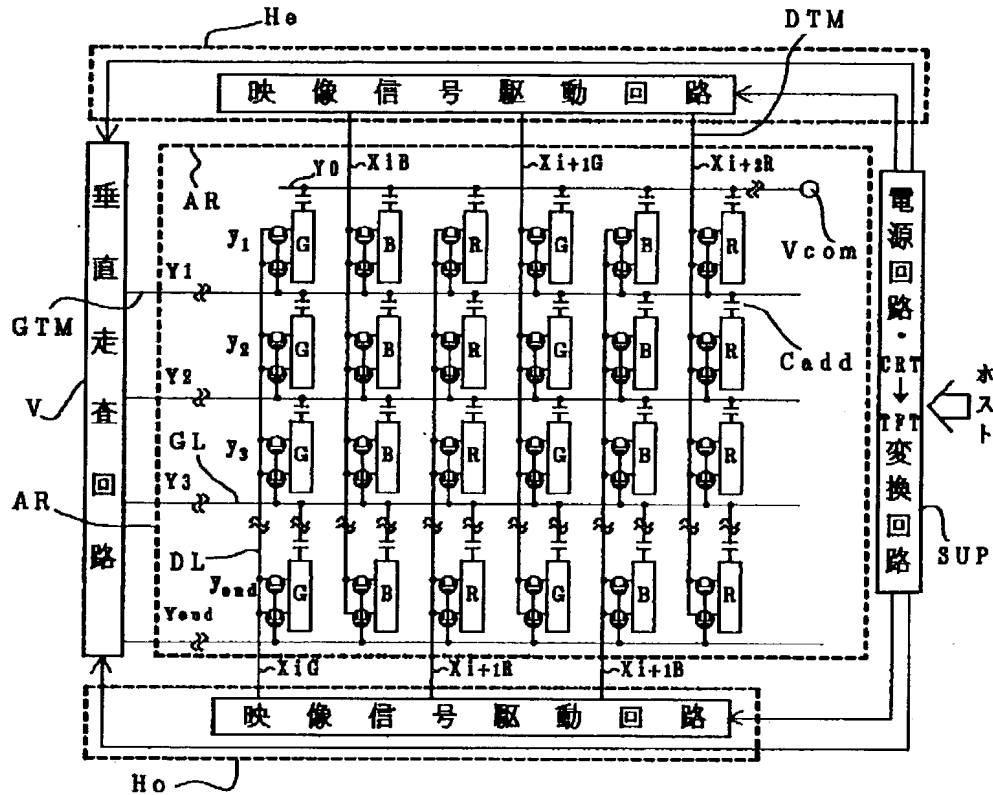 He
DTM
映像信号駆動回路
AR
Y0
XiB
Xi+1G
Xi+2R
Vcom
垂直走査回路
電源回路・CRT→TFT変換回路
ホスト
y1
G B R G B R
Y1
GTM
y2
G B R G B R
Cadd
Y2
V
y3
G B R G B R
GL
Y3
AR
DL
SUP
yend
G B R G B R
Yend
XiG
Xi+1R
Xi+1B
映像信号駆動回路
Ho